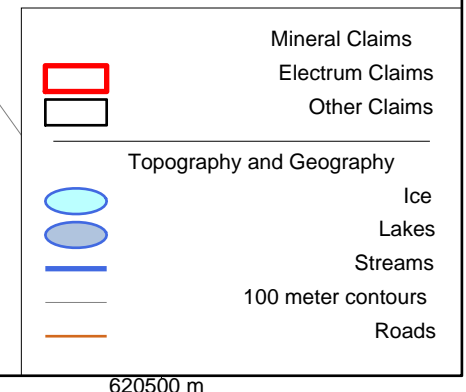 Mineral Claims
Electrum Claims
Other Claims
Topography and Geography
Ice
Lakes
Streams
100 meter contours
Roads
620500 m